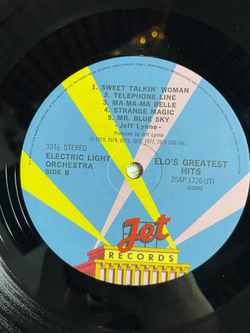 1. SWEET TALKIN' WOMAN
2. TELEPHONE LINE
3. MA-MA-MA BELLE
4. STRANGE MAGIC
5. MR. BLUE SKY
- Jeff Lynne -
Produced by Jeff Lynne
33⅓ STEREO
ELECTRIC LIGHT
ORCHESTRA
SIDE B
ELO'S GREATEST
HITS
25AP 1726 (JT)
JASRAC
Jet
RECORDS